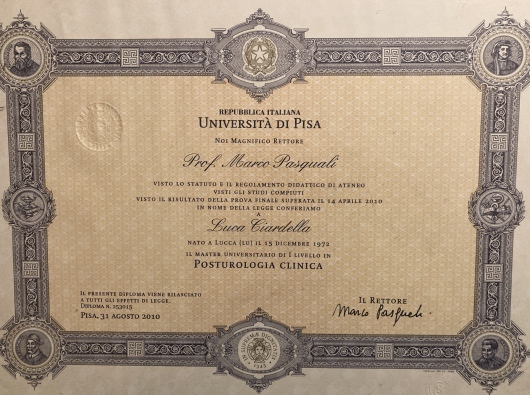 REPUBBLICA ITALIANA
UNIVERSITÀ DI PISA
NOI MAGNIFICO RETTORE
Prof. Marco Pasquali
VISTO LO STATUTO E IL REGOLAMENTO DIDATTICO DI ATENEO
VISTI GLI STUDI COMPIUTI
VISTO IL RISULTATO DELLA PROVA FINALE SUPERATA IL 14 APRILE 2010
IN NOME DELLA LEGGE CONFERIAMO
A
Luca Ciardella
NATO A LUCCA (LU) IL 15 DICEMBRE 1972
IL MASTER UNIVERSITARIO DI I LIVELLO IN
POSTUROLOGIA CLINICA
IL PRESENTE DIPLOMA VIENE RILASCIATO
A TUTTI GLI EFFETTI DI LEGGE.
DIPLOMA N. 153015
PISA, 31 AGOSTO 2010
IL RETTORE
Marco Pasquali